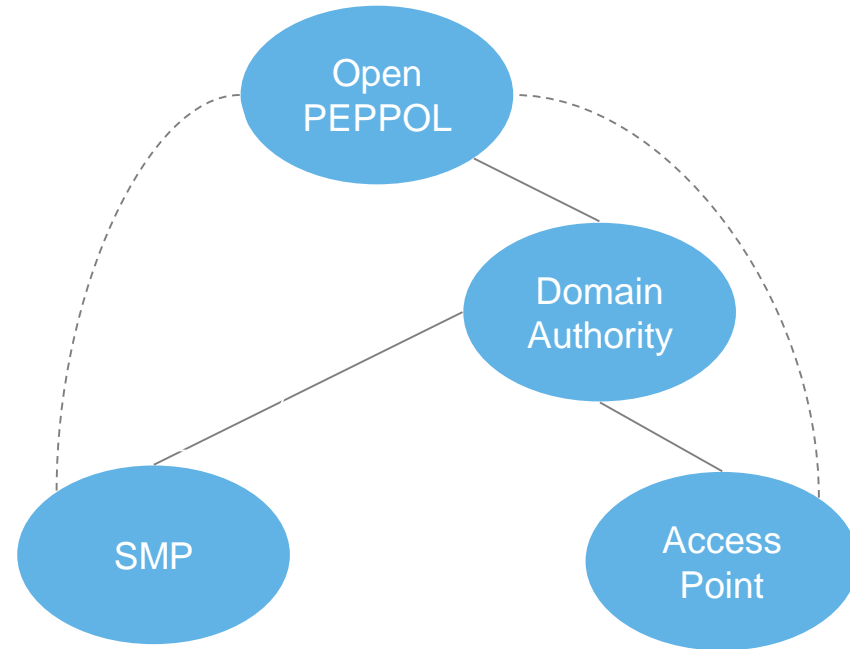 Open
PEPPOL
Domain
Authority
SMP
Access
Point